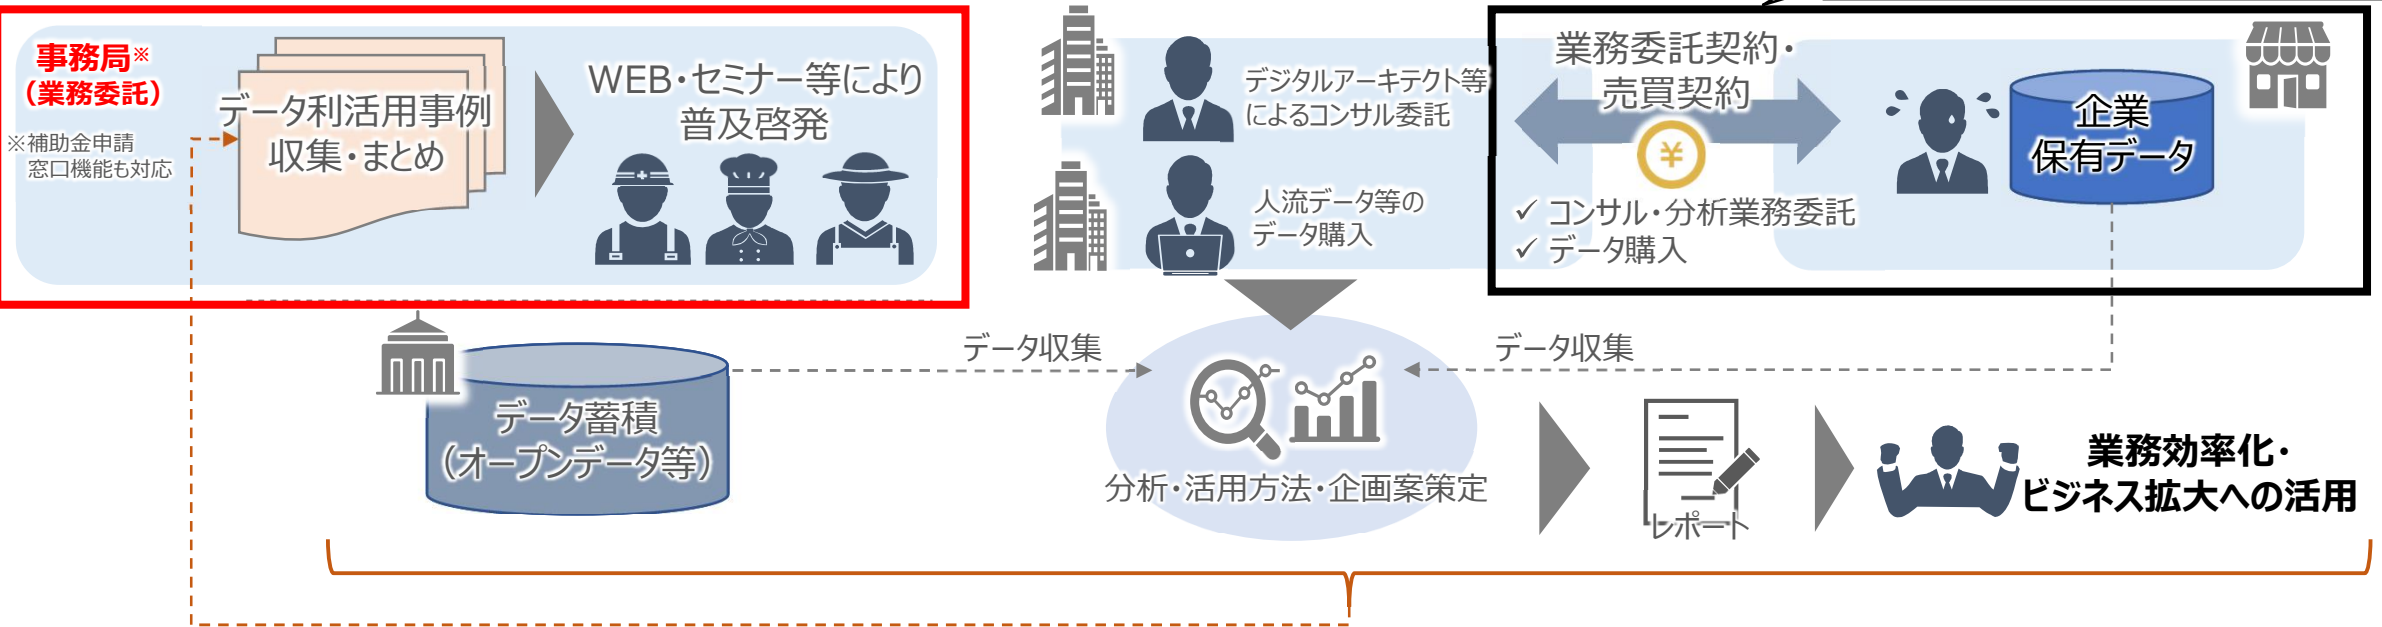 事務局※
（業務委託）
※補助金申請
窓口機能も対応
データ利活用事例
収集・まとめ
WEB・セミナー等により
普及啓発
デジタルアーキテクト等
によるコンサル委託
人流データ等の
データ購入
業務委託契約・
売買契約
¥
✓ コンサル・分析業務委託
✓ データ購入
企業
保有データ
データ蓄積
（オープンデータ等）
データ収集
データ収集
分析・活用方法・企画案策定
レポート
業務効率化・
ビジネス拡大への活用